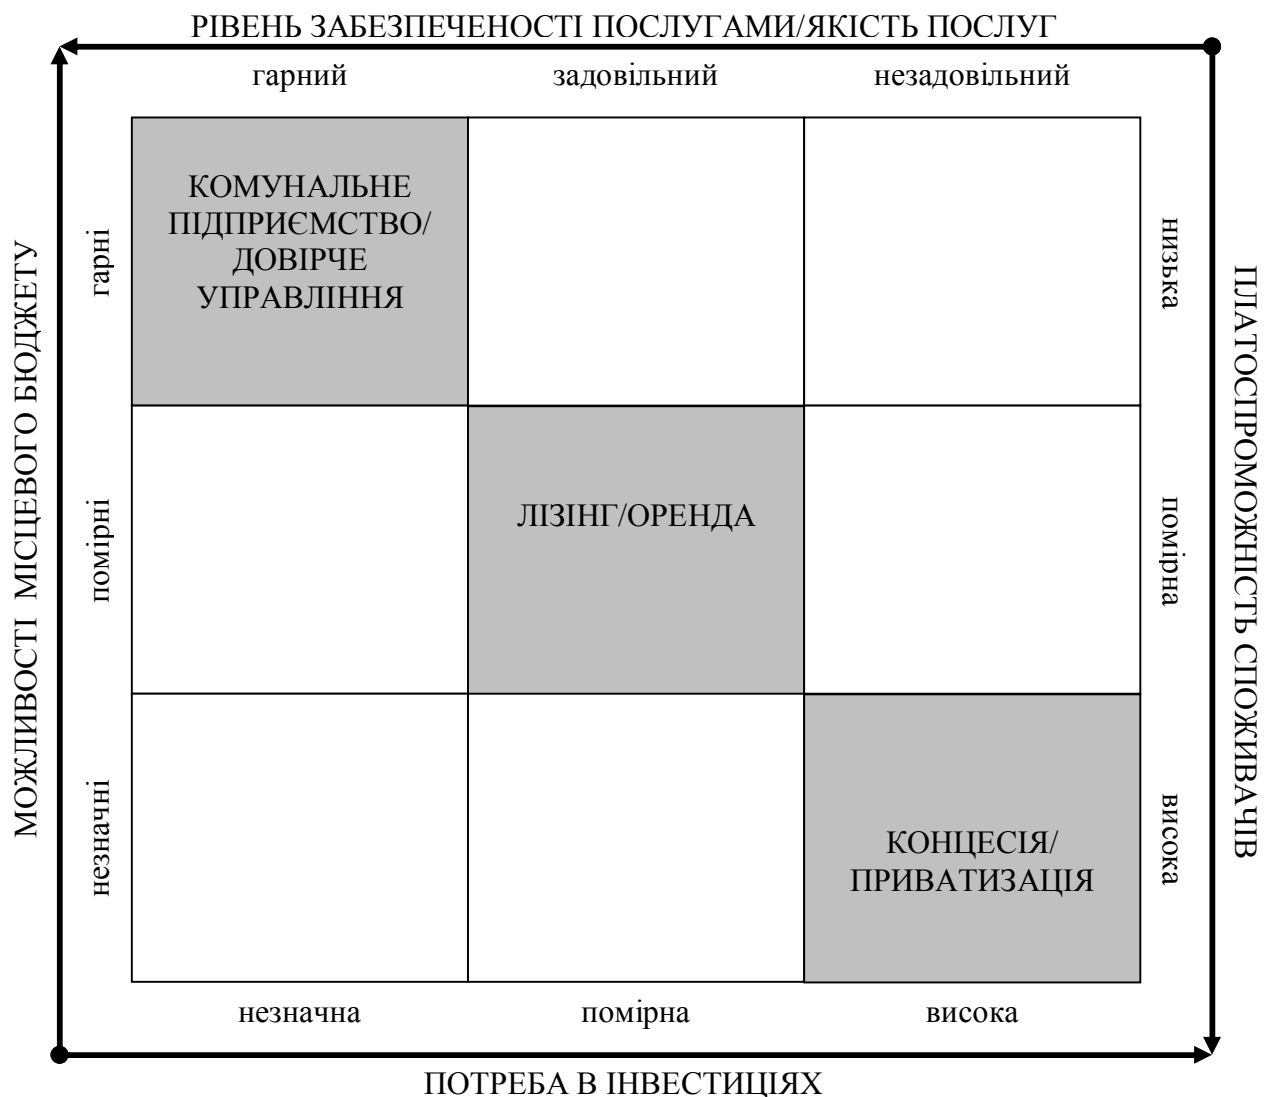 РІВЕНЬ ЗАБЕЗПЕЧЕНОСТІ ПОСЛУГАМИ/ЯКІСТЬ ПОСЛУГ
гарний
задовільний
незадовільний
МОЖЛИВОСТІ МІСЦЕВОГО БЮДЖЕТУ
гарні
помірні
незначні
КОМУНАЛЬНЕ
ПІДПРИЄМСТВО/
ДОВІРЧЕ
УПРАВЛІННЯ
ЛІЗІНГ/ОРЕНДА
КОНЦЕСІЯ/
ПРИВАТИЗАЦІЯ
низька
помірна
висока
ПЛАТОСПРОМОЖНІСТЬ СПОЖИВАЧІВ
незначна
помірна
висока
ПОТРЕБА В ІНВЕСТИЦІЯХ